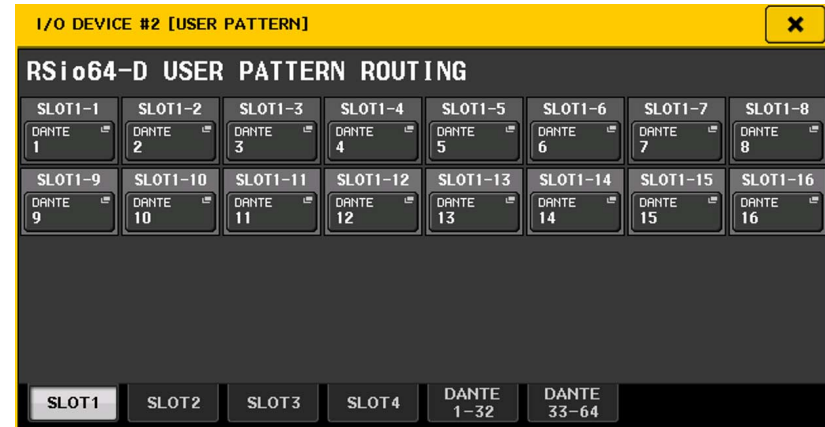 I/O DEVICE #2 [USER PATTERN]
RSio64-D USER PATTERN ROUTING
SLOT1-1 SLOT1-2 SLOT1-3 SLOT1-4 SLOT1-5 SLOT1-6 SLOT1-7 SLOT1-8
DANTE DANTE DANTE DANTE DANTE DANTE DANTE DANTE
1 2 3 4 5 6 7 8
SLOT1-9 SLOT1-10 SLOT1-11 SLOT1-12 SLOT1-13 SLOT1-14 SLOT1-15 SLOT1-16
DANTE DANTE DANTE DANTE DANTE DANTE DANTE DANTE
9 10 11 12 13 14 15 16
SLOT1 SLOT2 SLOT3 SLOT4 DANTE DANTE
1-32 33-64